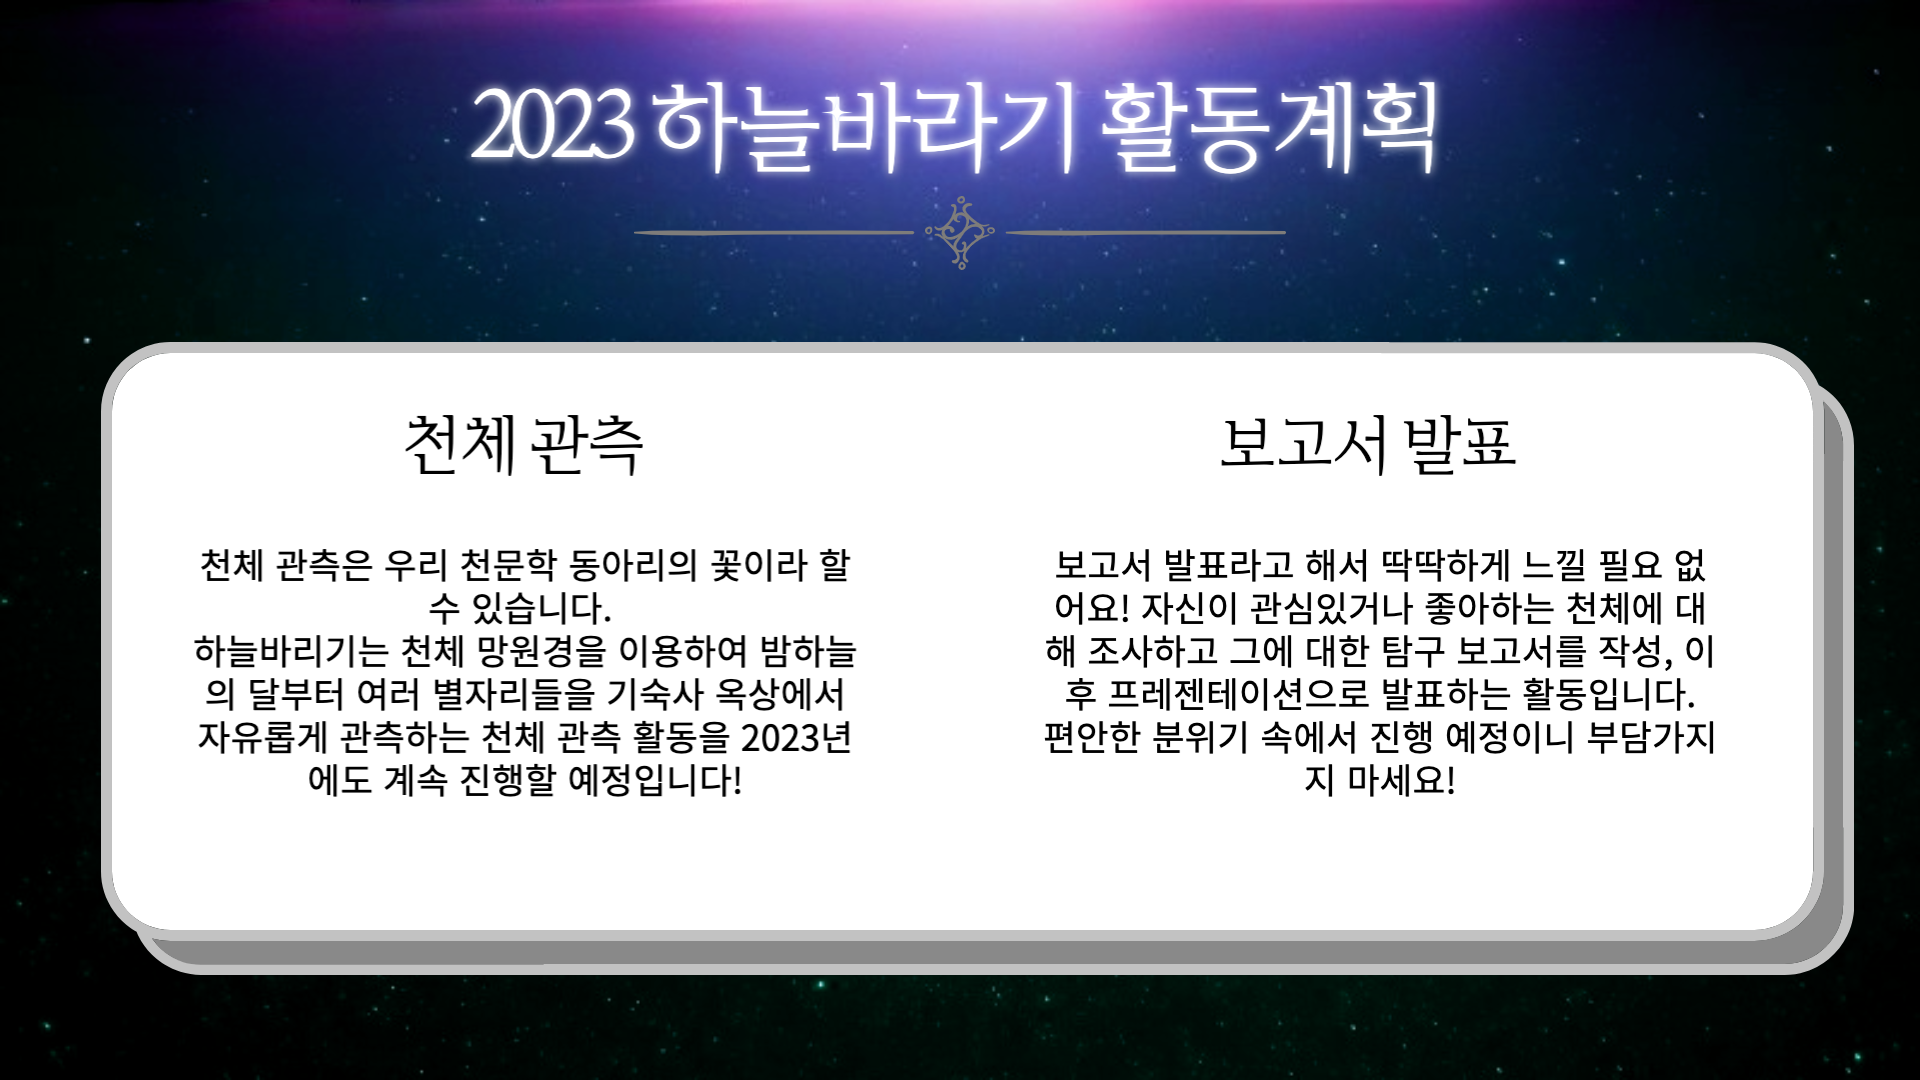 2023 하늘바라기 활동계획
천체 관측
천체 관측은 우리 천문학 동아리의 꽃이라 할
수 있습니다.
하늘바리기는 천체 망원경을 이용하여 밤하늘
의 달부터 여러 별자리들을 기숙사 옥상에서
자유롭게 관측하는 천체 관측 활동을 2023년
에도 계속 진행할 예정입니다!
보고서 발표
보고서 발표라고 해서 딱딱하게 느낄 필요 없
어요! 자신이 관심있거나 좋아하는 천체에 대
해 조사하고 그에 대한 탐구 보고서를 작성, 이
후 프레젠테이션으로 발표하는 활동입니다.
편안한 분위기 속에서 진행 예정이니 부담가지
지 마세요!